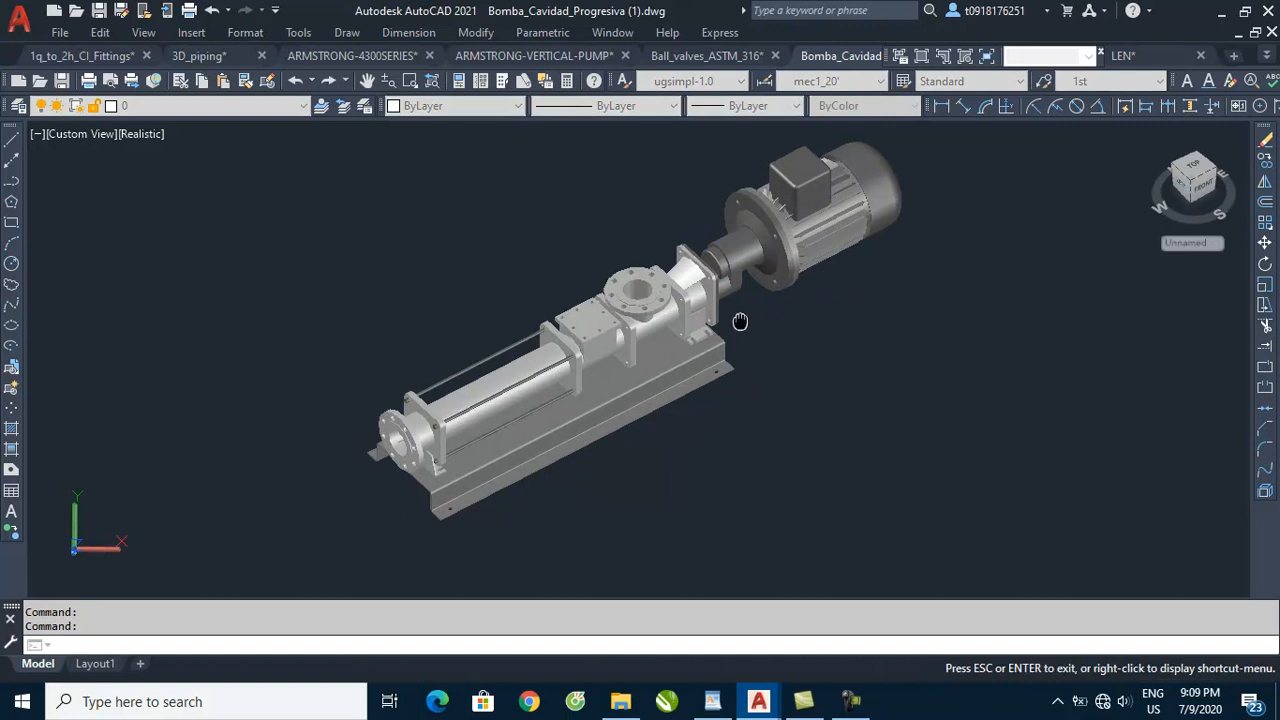 Autodesk AutoCAD 2021 Bomba_Cavidad_Progresiva (1).dwg
Type a keyword or phrase
t0918176251
File Edit View Insert Format Tools Draw Dimension Modify Parametric Window Help Express
1q_to_2h_CI_Fittings* 3D_piping* ARMSTRONG-4300SERIES* ARMSTRONG-VERTICAL-PUMP* Ball_valves_ASTM_316* Bomba_Cavidad LEN*
ugsimpl-1.0 mec1_20' Standard 1st
0 ByLayer ByLayer ByLayer ByColor
[−][Custom View][Realistic]
TOP
FRONT
W
S
E
Unnamed
Y
X
Command:
Command:
Model Layout1 +
Press ESC or ENTER to exit, or right-click to display shortcut-menu.
Type here to search
ENG
US
9:09 PM
7/9/2020
23